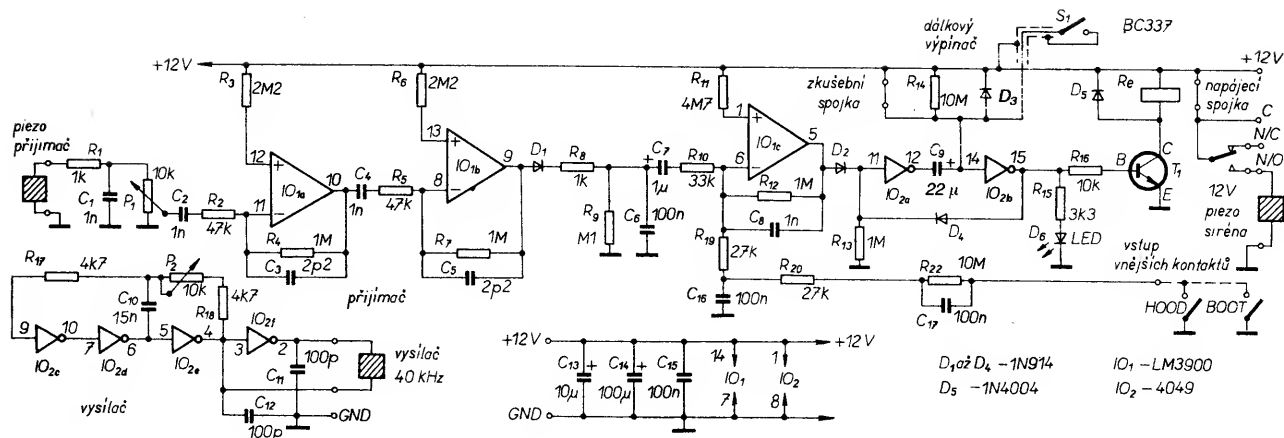 dálkový
výpínač
S1
BC337
+12V
R3
2M2
R6
2M2
R11
4M7
zkušební
spojka
R14
10M
D3
D5
Re
+12V
napájecí
spojka
C
N/C
N/O
piezo
přijímač
R1
1k
C1
1n
10k
P1
C2
1n
R2
47k
12
+
11
−
IO1a
10
R4
1M
C3
2p2
C4
1n
R5
47k
13
+
8
−
IO1b
9
R7
1M
C5
2p2
D1
R8
1k
R9
M1
C6
100n
+
C7
1µ
R10
33k
1
+
6
−
IO1c
5
R12
1M
C8
1n
D2
11
12
IO2a
C9
+
22 µ
14
15
IO2b
R13
1M
D4
R15
3k3
D6
LED
R16
10k
B
C
T1
E
12V
piezo
siréna
přijímač
R19
27k
C16
100n
R20
27k
R22
10M
C17
100n
vstup
vnějších kontaktů
HOOD
BOOT
R17
4k7
P2
10k
C10
15n
R18
4k7
9
10
IO2c
7
6
IO2d
5
4
IO2e
3
2
IO2f
100p
C11
C12
100p
GND
vysílač
40 kHz
vysílač
+12V
+12V
C13
+
10µ
C14
+
100µ
C15
100n
14
IO1
7
1
IO2
8
GND
D1 až D4 – 1N914
IO1 – LM3900
D5 – 1N4004
IO2 – 4049